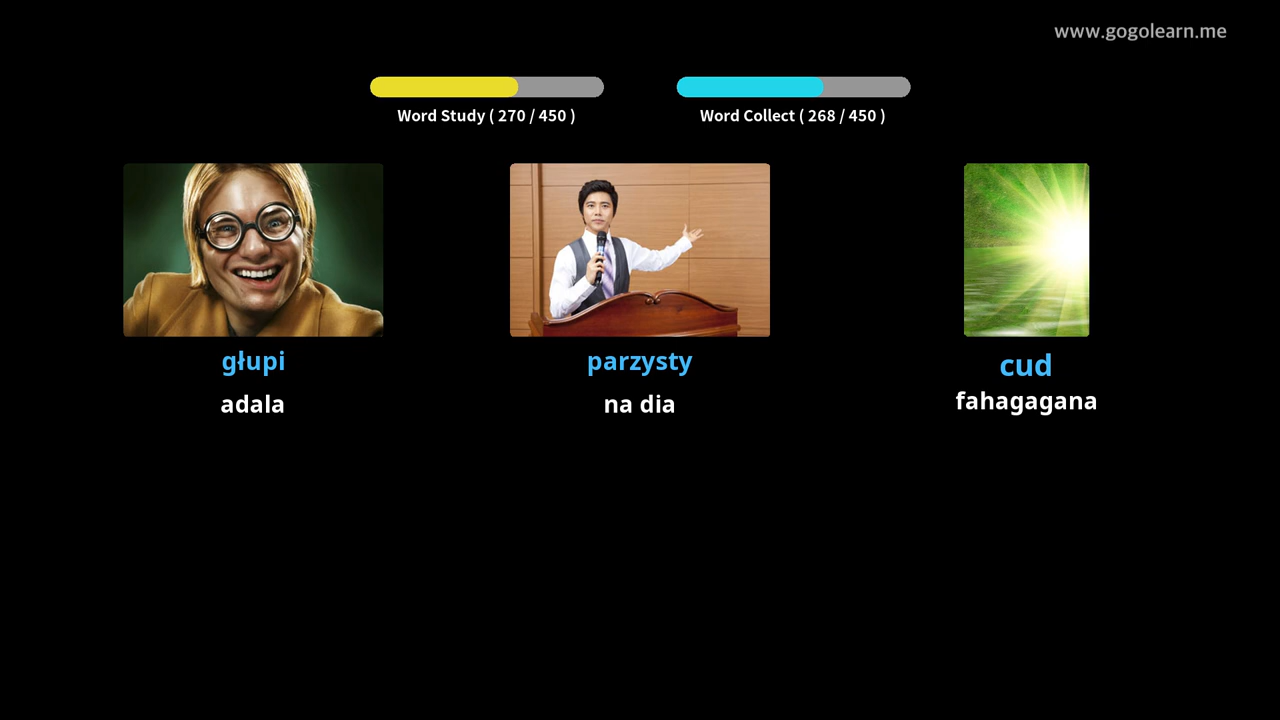 www.gogolearn.me
Word Study ( 270 / 450 )
Word Collect ( 268 / 450 )
głupi
parzysty
cud
adala
na dia
fahagagana